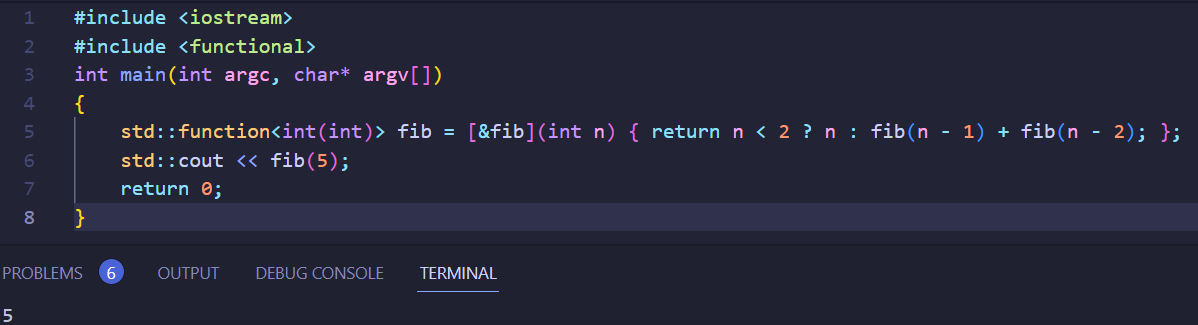 1 #include <iostream>
2 #include <functional>
3 int main(int argc, char* argv[])
4 {
5     std::function<int(int)> fib = [&fib](int n) { return n < 2 ? n : fib(n - 1) + fib(n - 2); };
6     std::cout << fib(5);
7     return 0;
8 }
PROBLEMS 6 OUTPUT DEBUG CONSOLE TERMINAL
5